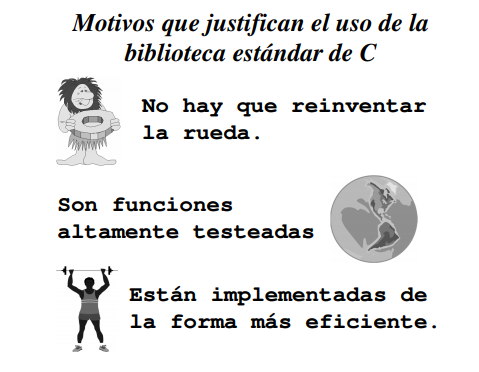 Motivos que justifican el uso de la
biblioteca estándar de C
No hay que reinventar
la rueda.
Son funciones
altamente testeadas
Están implementadas de
la forma más eficiente.